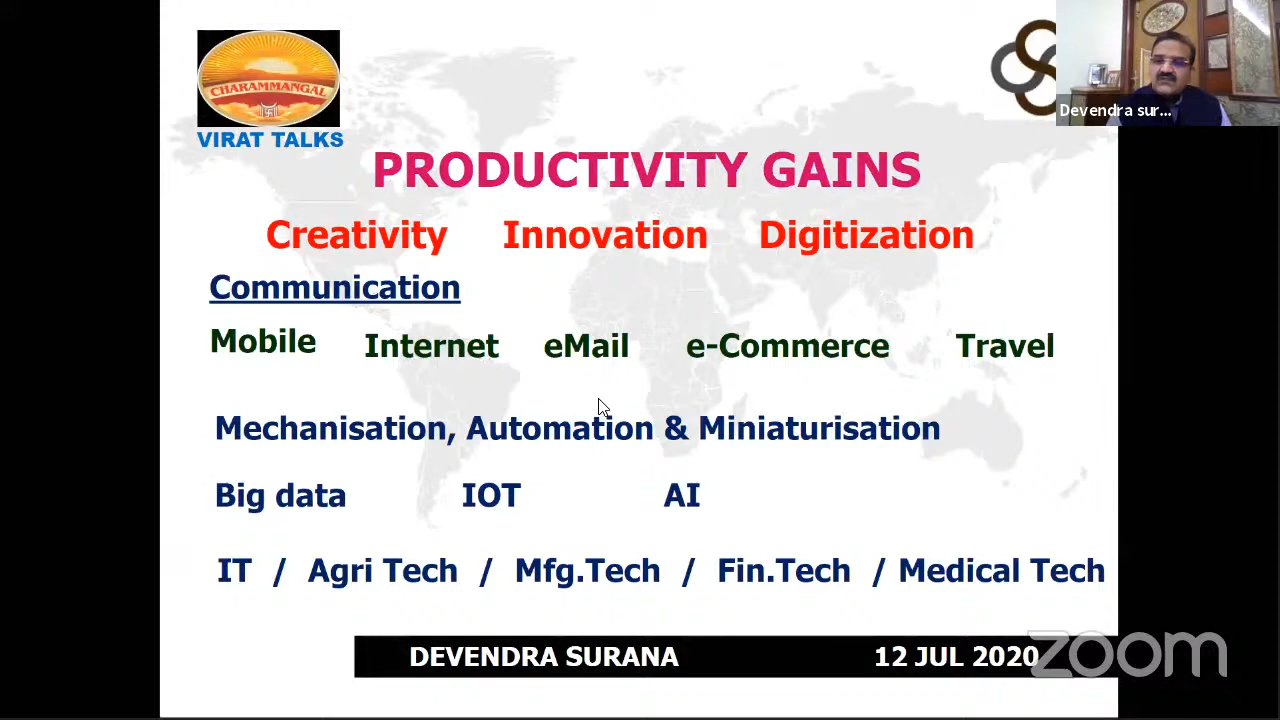 CHARAMMANGAL
VIRAT TALKS
Devendra sur...
PRODUCTIVITY GAINS
Creativity Innovation Digitization
Communication
Mobile Internet eMail e-Commerce Travel
Mechanisation, Automation & Miniaturisation
Big data IOT AI
IT / Agri Tech / Mfg.Tech / Fin.Tech / Medical Tech
DEVENDRA SURANA 12 JUL 2020
zoom